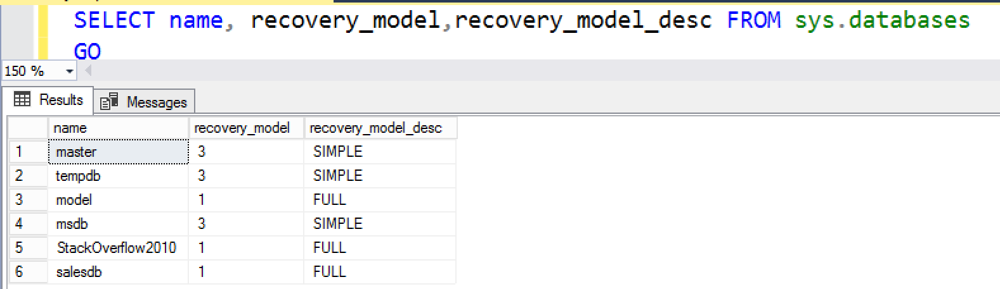 SELECT name, recovery_model,recovery_model_desc FROM sys.databases
GO
150 %
Results Messages
name recovery_model recovery_model_desc
1 master 3 SIMPLE
2 tempdb 3 SIMPLE
3 model 1 FULL
4 msdb 3 SIMPLE
5 StackOverflow2010 1 FULL
6 salesdb 1 FULL